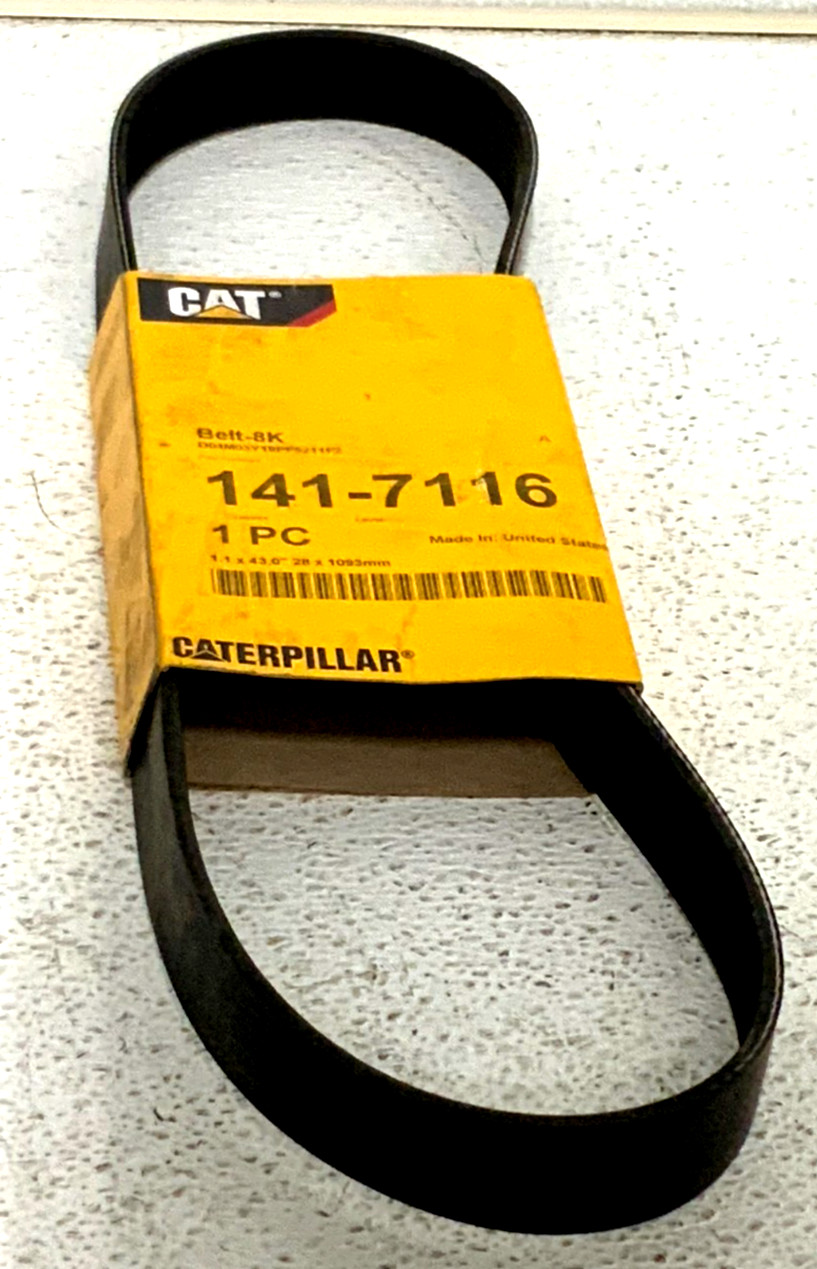 CAT®
Belt-8K
A
141-7116
1 PC
Made In: United States
1.1 x 43.0" 28 x 1093mm
CATERPILLAR®